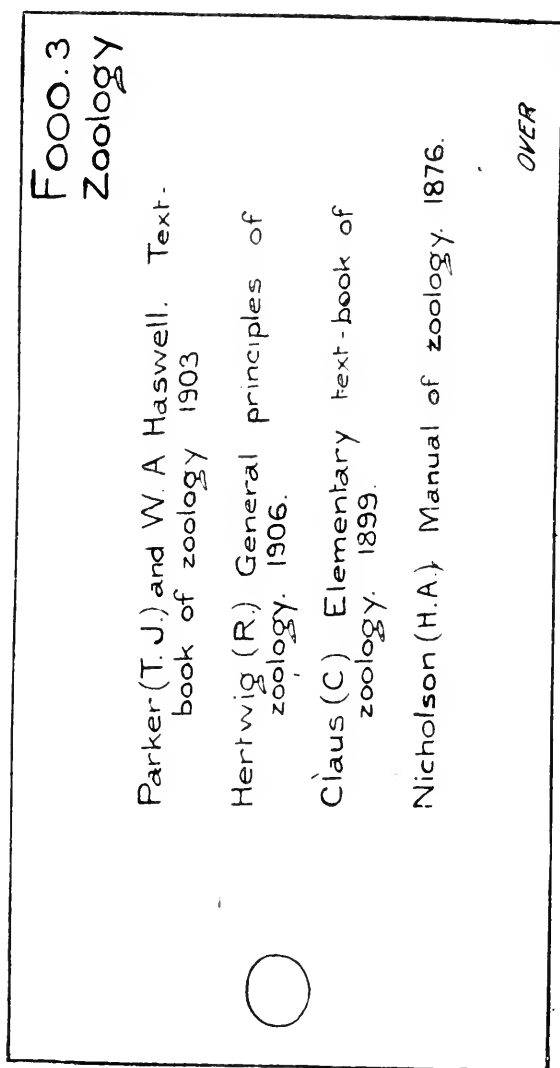 F000.3
Zoology
Parker (T. J.) and W. A Haswell. Text-
book of zoology 1903
Hertwig (R.) General principles of
zoology. 1906.
Claus (C) Elementary text-book of
zoology. 1899.
Nicholson (H.A.) Manual of zoology. 1876.
OVER